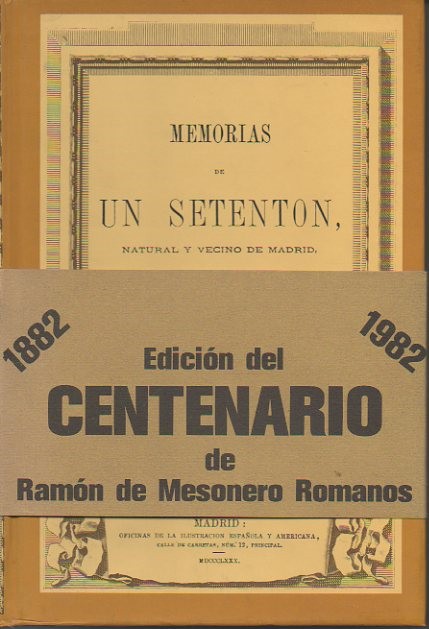 MEMORIAS
DE
UN SETENTON,
NATURAL Y VECINO DE MADRID,
1882
1982
Edición del
CENTENARIO
de
Ramón de Mesonero Romanos
MADRID:
OFICINAS DE LA ILUSTRACION ESPAÑOLA Y AMERICANA,
CALLE DE CARRETAS, NÚM. 12, PRINCIPAL.
MDCCCLXXX.